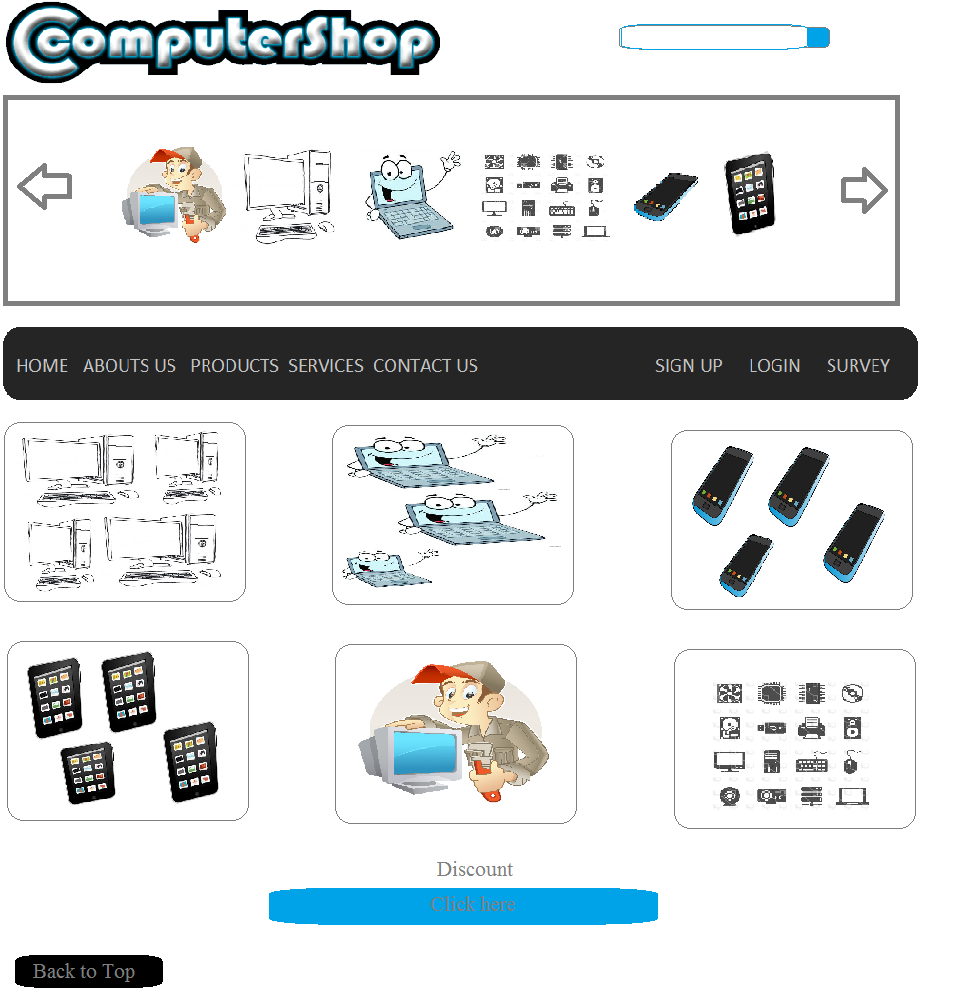 ComputerShop
HOME ABOUTS US PRODUCTS SERVICES CONTACT US SIGN UP LOGIN SURVEY
Discount
Click here
Back to Top